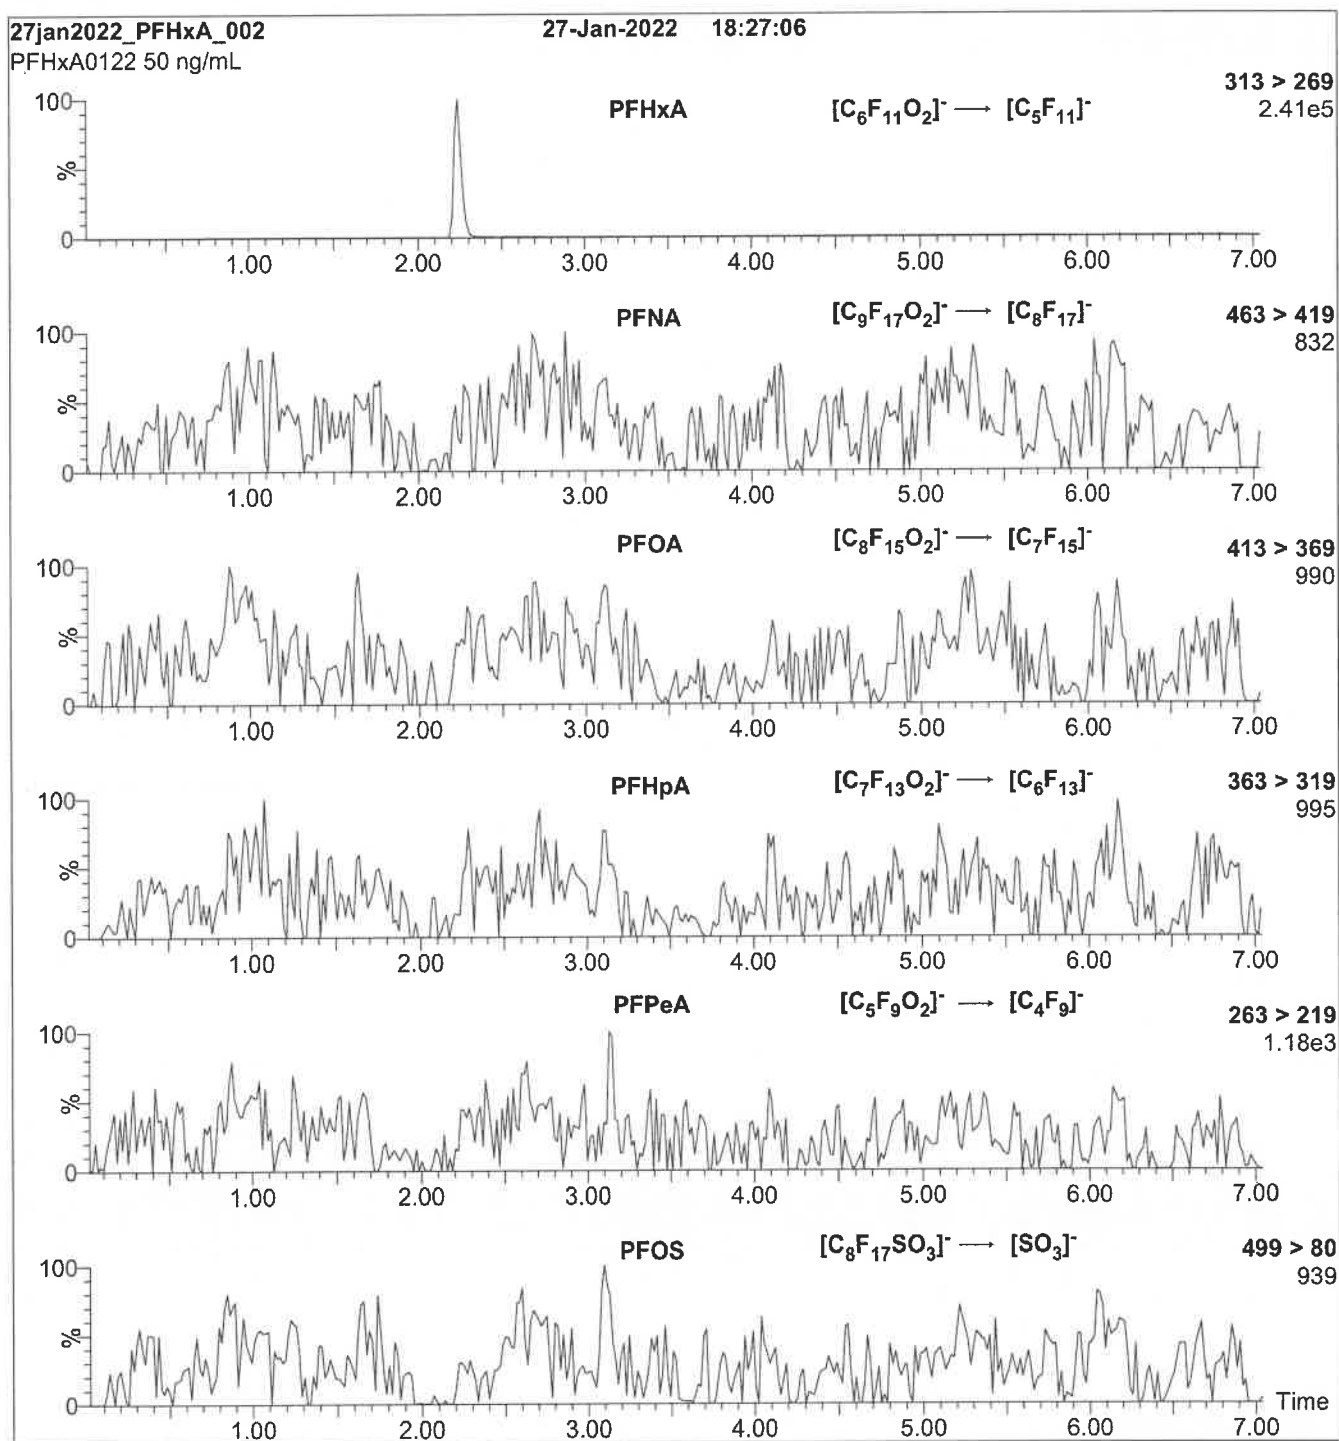 27jan2022_PFHxA_002 27-Jan-2022 18:27:06
PFHxA0122 50 ng/mL
313 > 269
PFHxA [C₆F₁₁O₂]⁻ → [C₅F₁₁]⁻ 2.41e5
100
%
0
1.00 2.00 3.00 4.00 5.00 6.00 7.00
PFNA [C₉F₁₇O₂]⁻ → [C₈F₁₇]⁻ 463 > 419
832
100
%
0
1.00 2.00 3.00 4.00 5.00 6.00 7.00
PFOA [C₈F₁₅O₂]⁻ → [C₇F₁₅]⁻ 413 > 369
990
100
%
0
1.00 2.00 3.00 4.00 5.00 6.00 7.00
PFHpA [C₇F₁₃O₂]⁻ → [C₆F₁₃]⁻ 363 > 319
995
100
%
0
1.00 2.00 3.00 4.00 5.00 6.00 7.00
PFPeA [C₅F₉O₂]⁻ → [C₄F₉]⁻ 263 > 219
1.18e3
100
%
0
1.00 2.00 3.00 4.00 5.00 6.00 7.00
PFOS [C₈F₁₇SO₃]⁻ → [SO₃]⁻ 499 > 80
939
100
%
0
Time
1.00 2.00 3.00 4.00 5.00 6.00 7.00